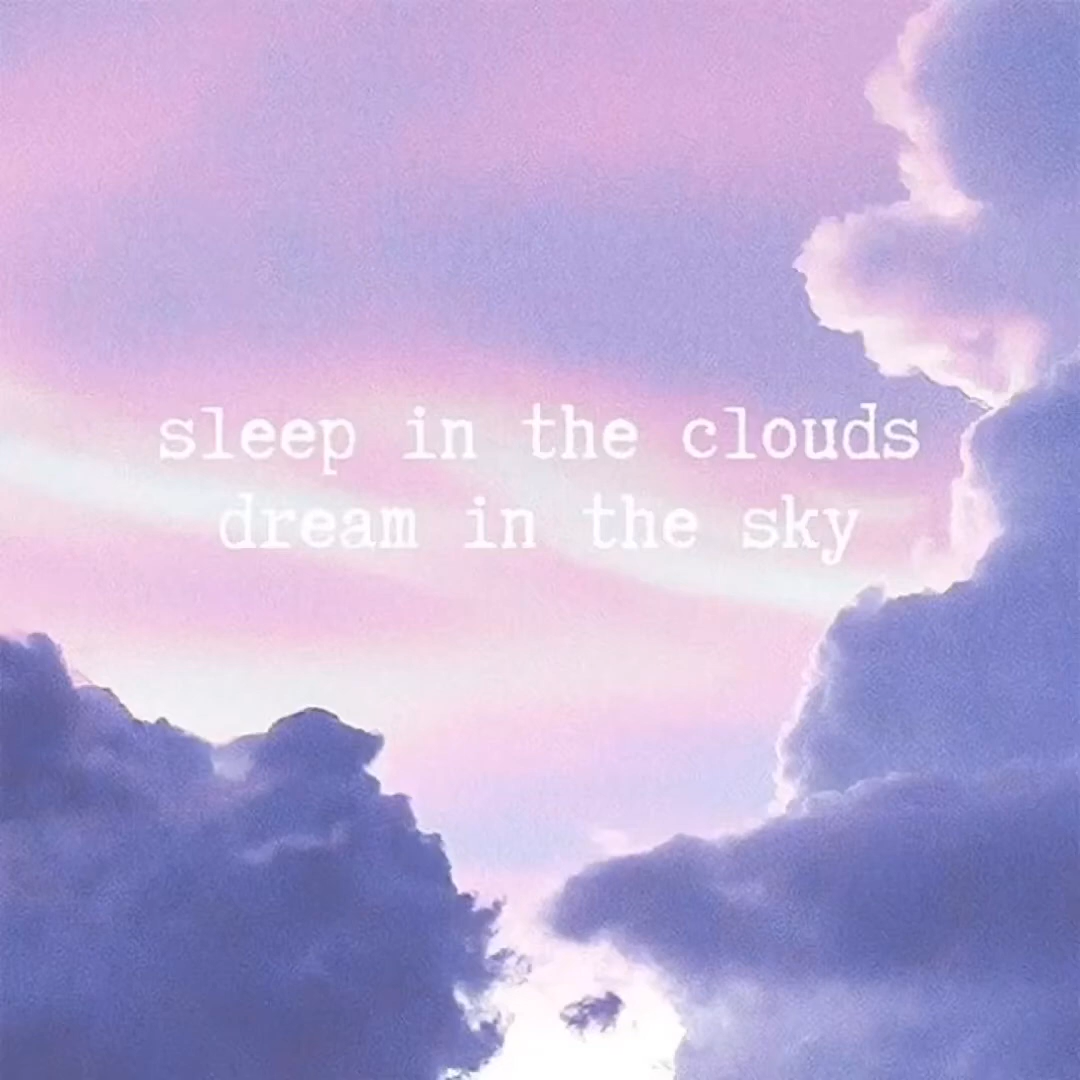 sleep in the clouds
dream in the sky